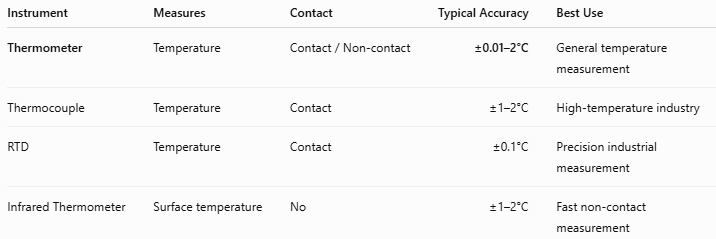 Instrument Measures Contact Typical Accuracy Best Use
Thermometer Temperature Contact / Non-contact ±0.01–2°C General temperature
measurement
Thermocouple Temperature Contact ±1–2°C High-temperature industry
RTD Temperature Contact ±0.1°C Precision industrial
measurement
Infrared Thermometer Surface temperature No ±1–2°C Fast non-contact
measurement